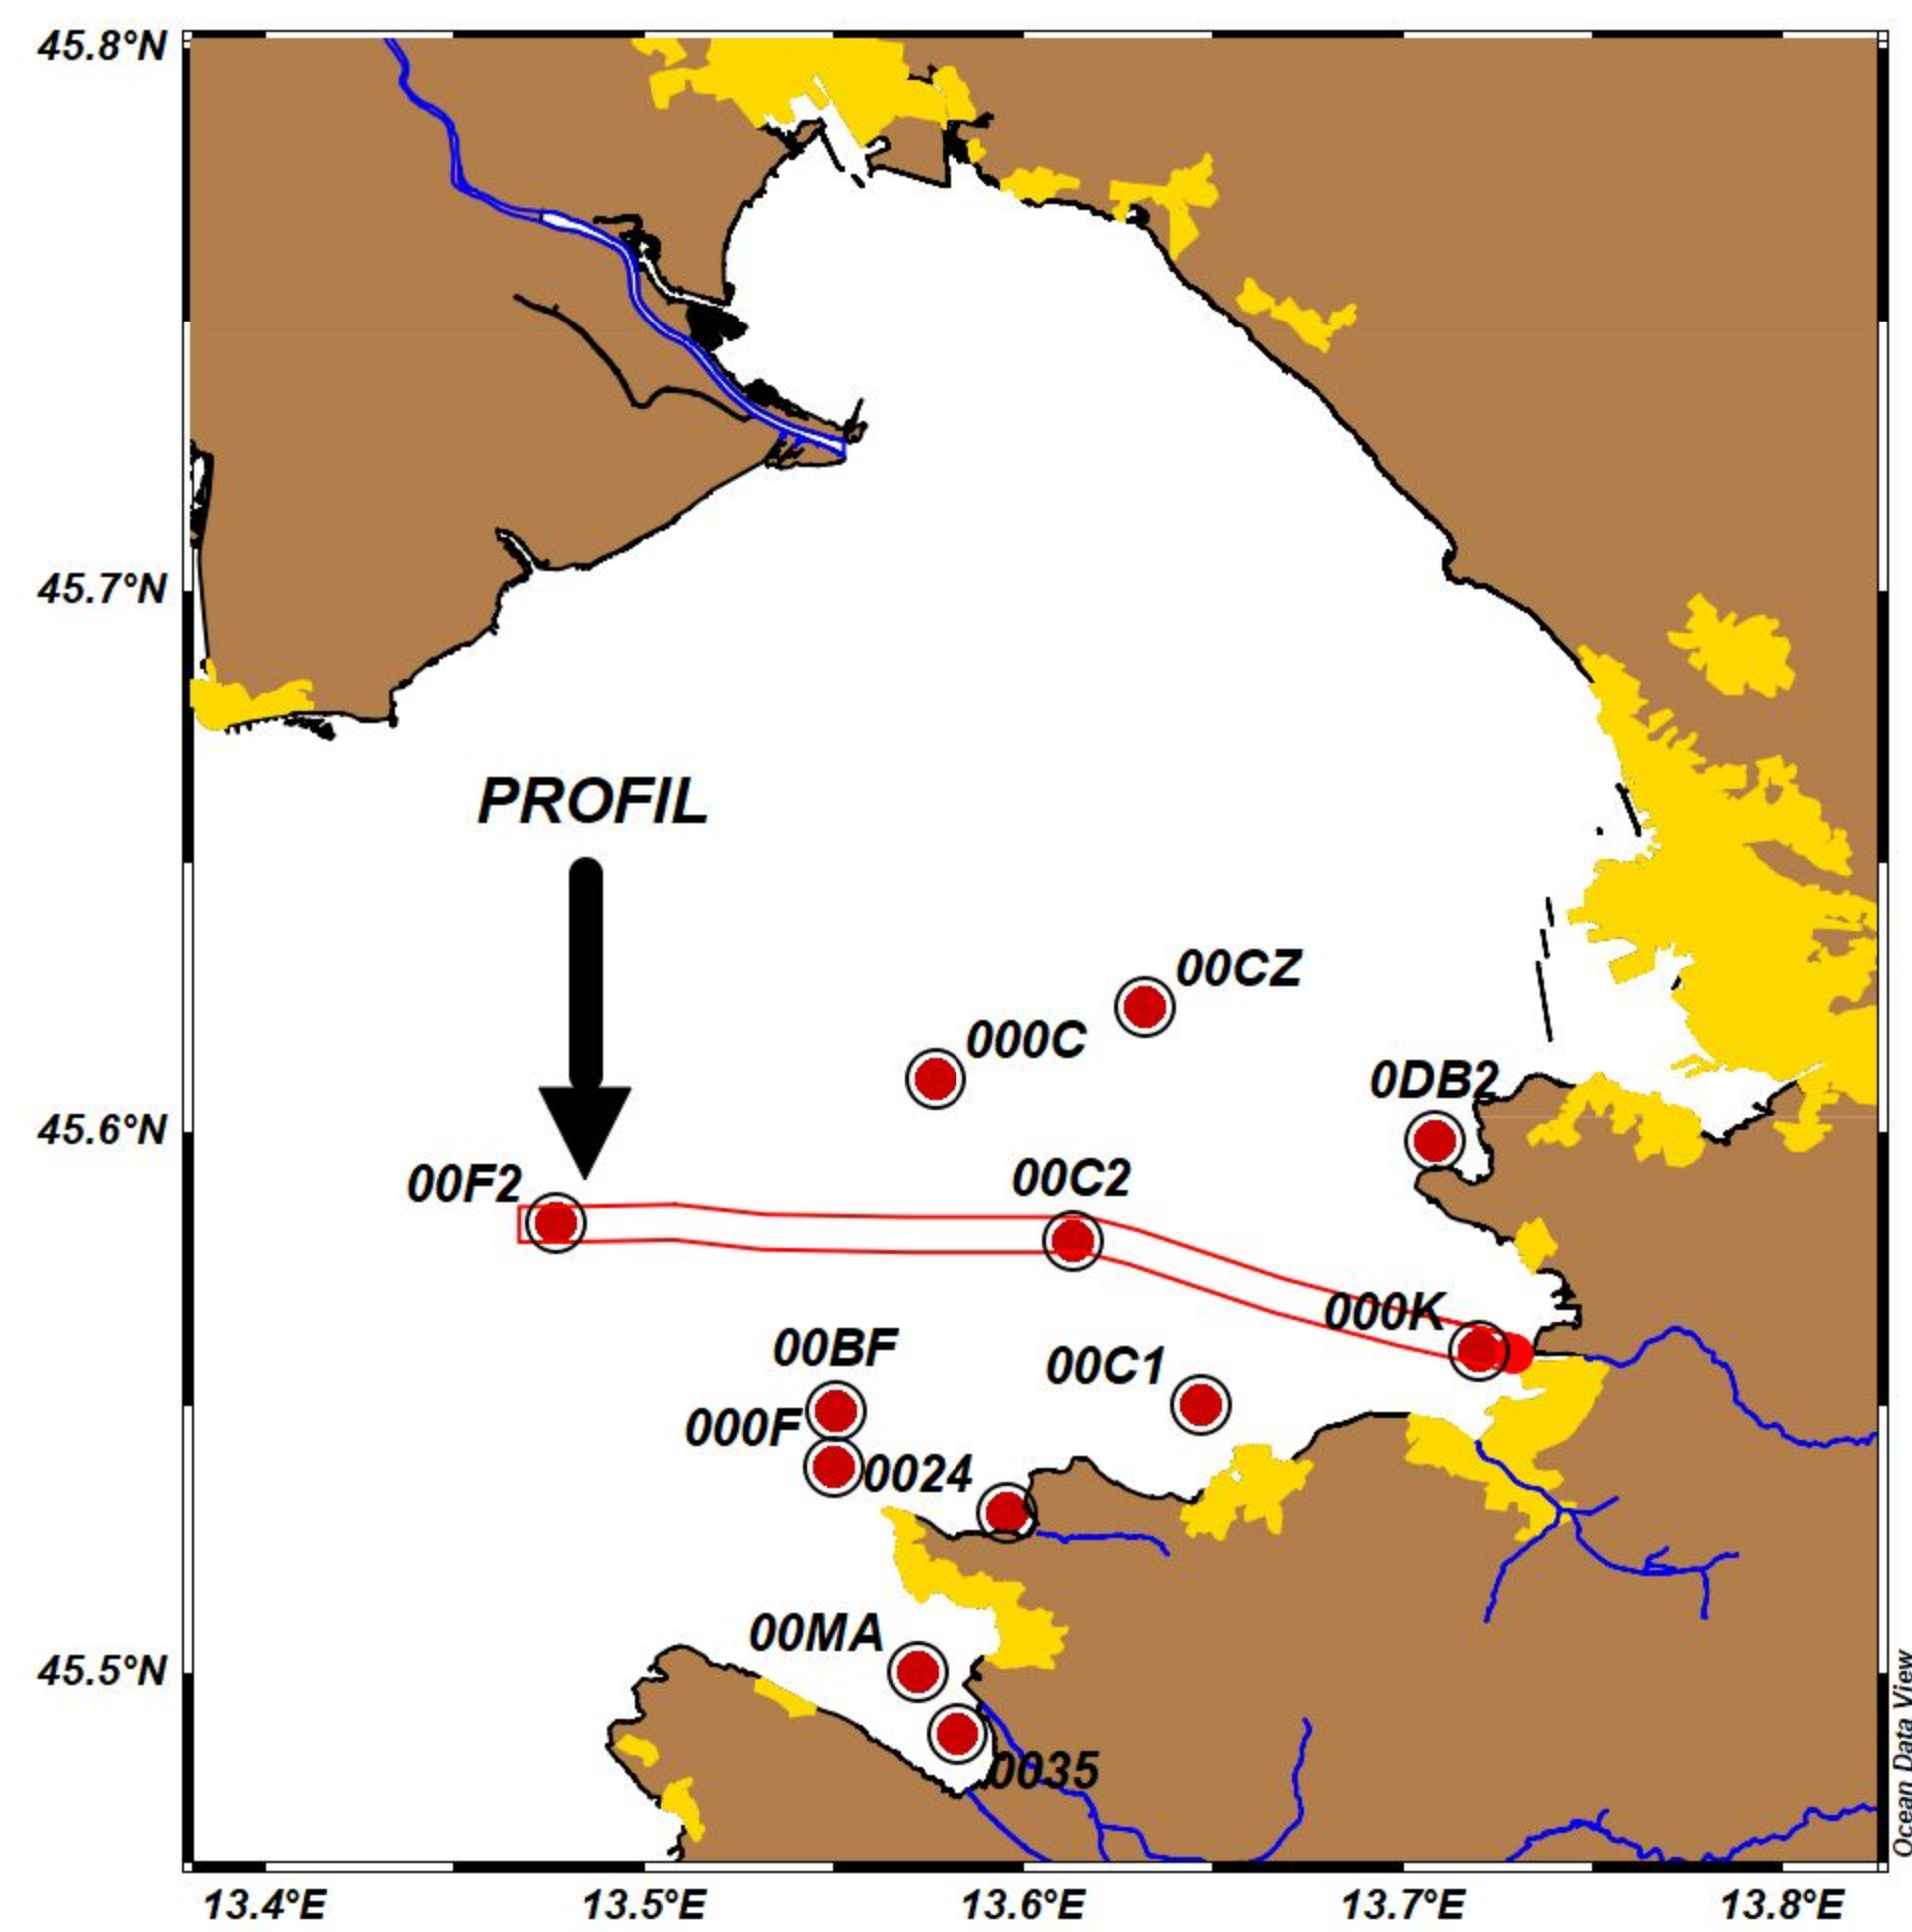 45.8°N
45.7°N
PROFIL
00CZ
000C
0DB2
45.6°N
00F2
00C2
000K
00BF
00C1
000F
0024
00MA
45.5°N
0035
Ocean Data View
13.4°E
13.5°E
13.6°E
13.7°E
13.8°E